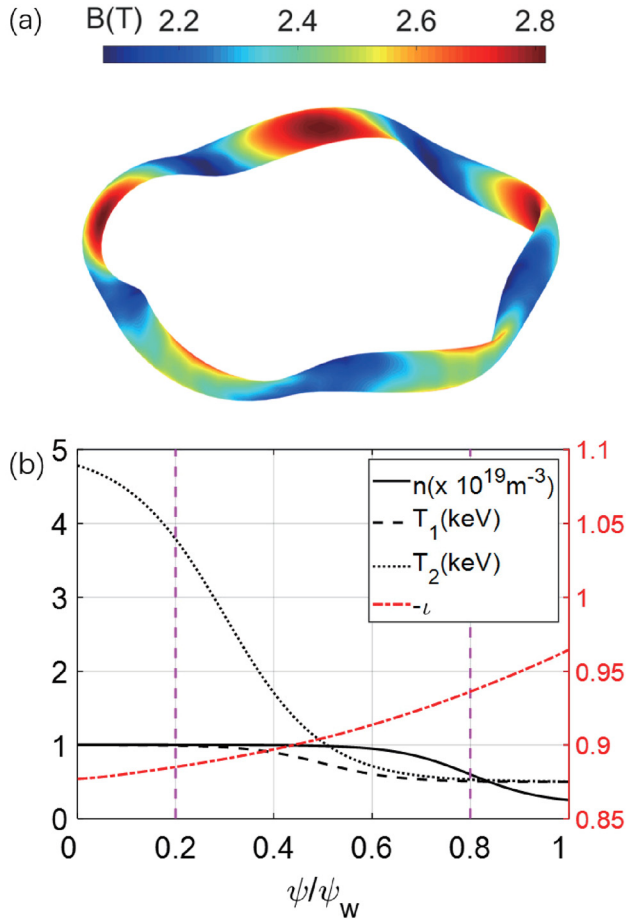 (a)
B(T) 2.2 2.4 2.6 2.8
(b)
5
4
3
2
1
0
n(x 10¹⁹m⁻³)
T₁(keV)
T₂(keV)
-ι
1.1
1.05
1
0.95
0.9
0.85
0 0.2 0.4 0.6 0.8 1
ψ/ψ_w